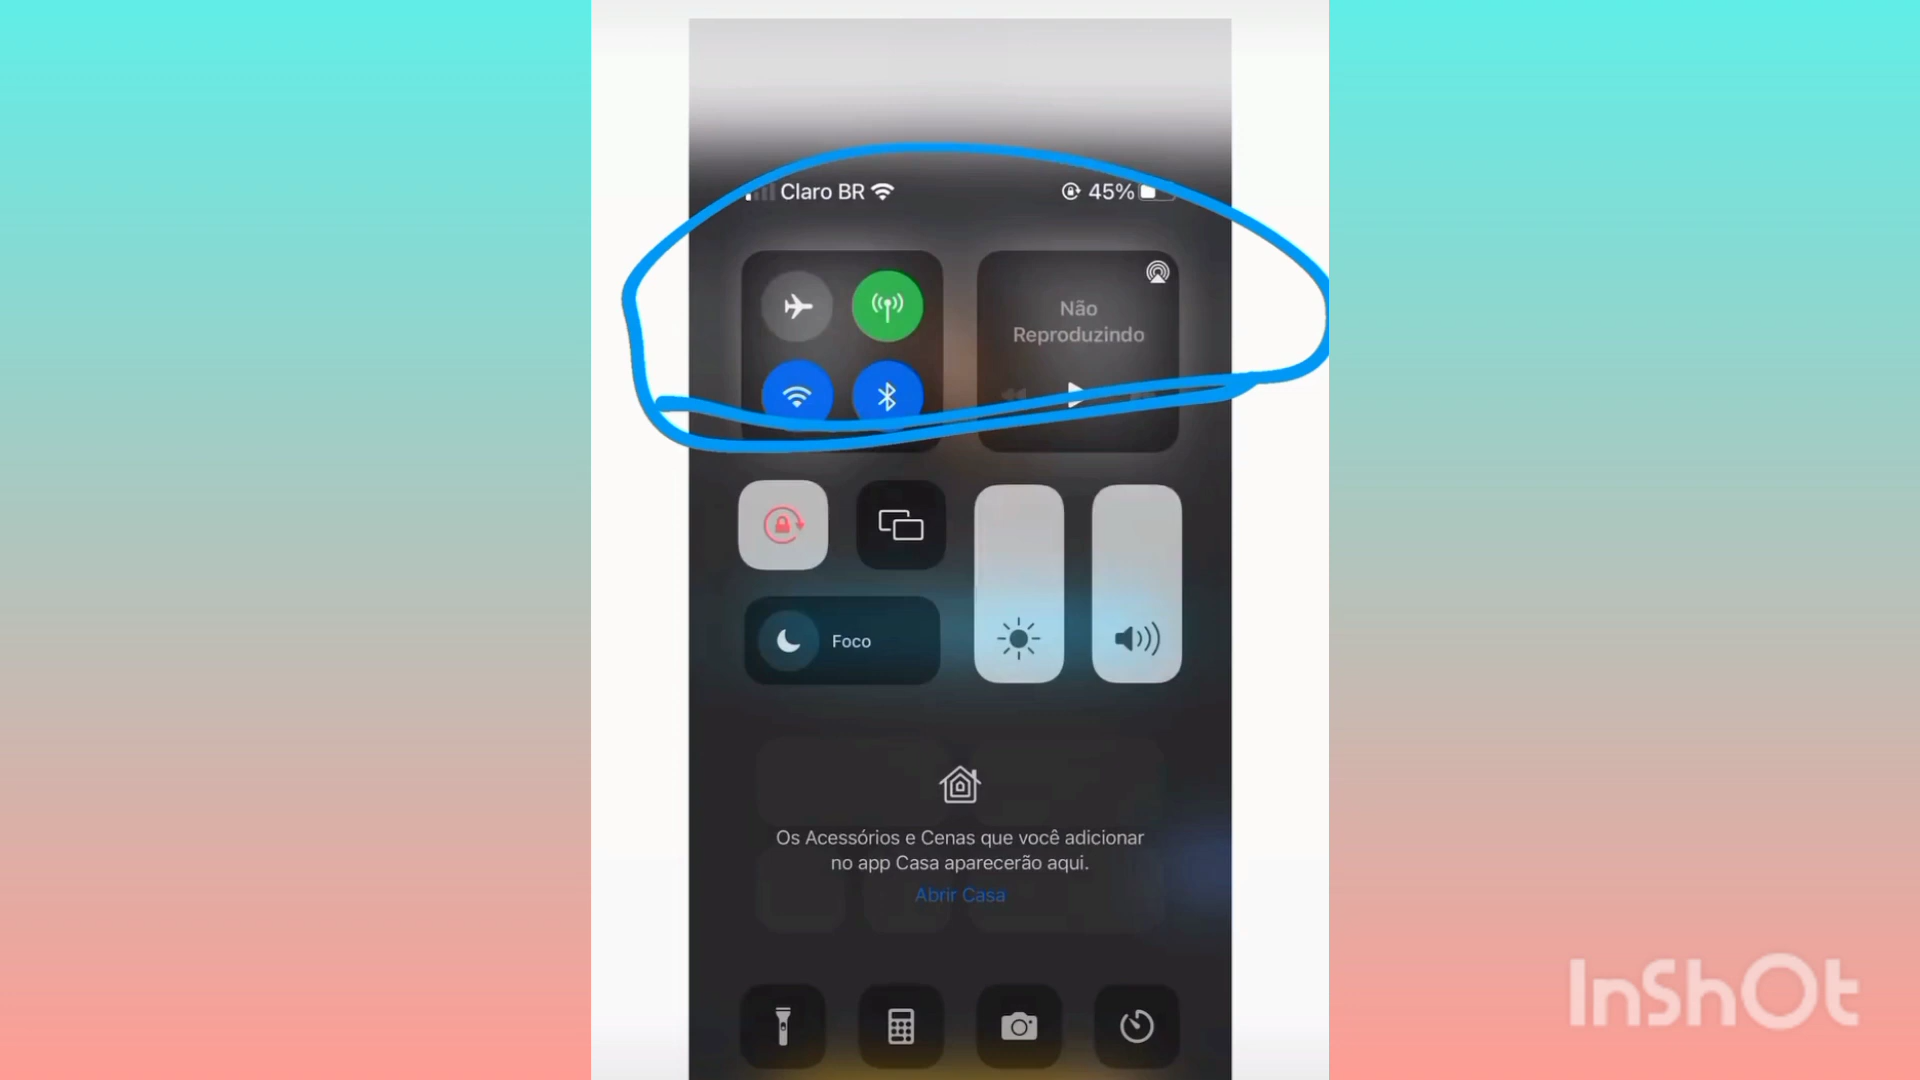 Claro BR
45%
Não
Reproduzindo
Foco
Os Acessórios e Cenas que você adicionar
no app Casa aparecerão aqui.
Abrir Casa
InShOt